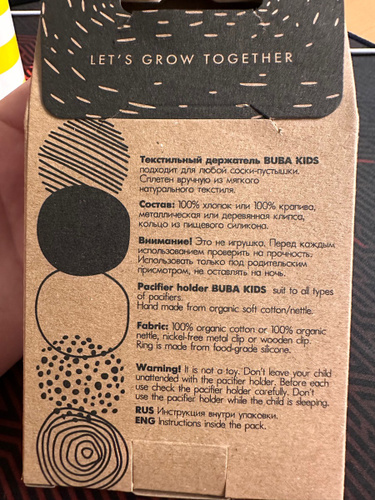 LET'S GROW TOGETHER
Текстильный держатель BUBA KIDS
подходит для любой соски-пустышки.
Сплетен вручную из мягкого
натурального текстиля.
Состав: 100% хлопок или 100% крапива,
металлическая или деревянная клипса,
кольцо из пищевого силикона.
Внимание! Это не игрушка. Перед каждым
использованием проверить на прочность.
Использовать только под родительским
присмотром, не оставлять на ночь.
Pacifier holder BUBA KIDS suit to all types
of pacifiers.
Hand made from organic soft cotton/nettle.
Fabric: 100% organic cotton or 100% organic
nettle, nickel-free metal clip or wooden clip.
Ring is made from food-grade silicone.
Warning! It is not a toy. Don't leave your child
unattended with the pacifier holder. Before each
use check the pacifier holder carefully. Don't
use the pacifier holder while the child is sleeping.
RUS Инструкция внутри упаковки.
ENG Instructions inside the pack.